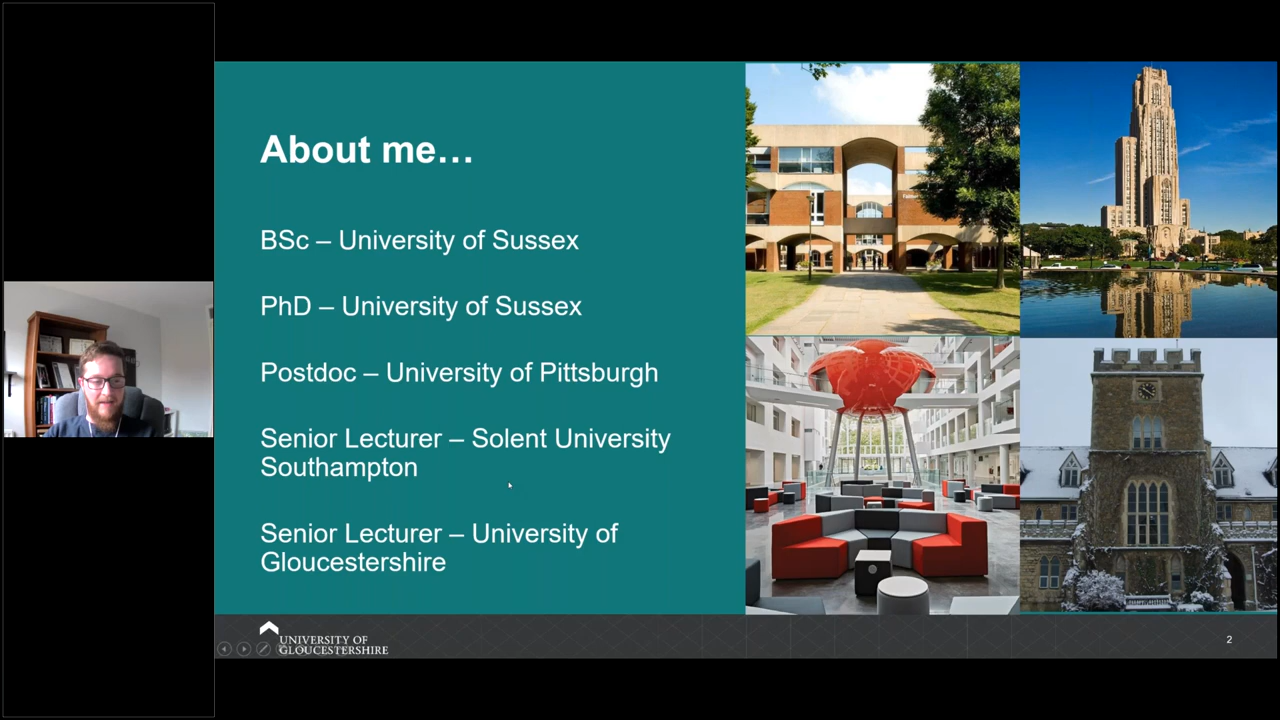 About me…
BSc – University of Sussex
PhD – University of Sussex
Postdoc – University of Pittsburgh
Senior Lecturer – Solent University
Southampton
Senior Lecturer – University of
Gloucestershire
UNIVERSITY OF
GLOUCESTERSHIRE
2